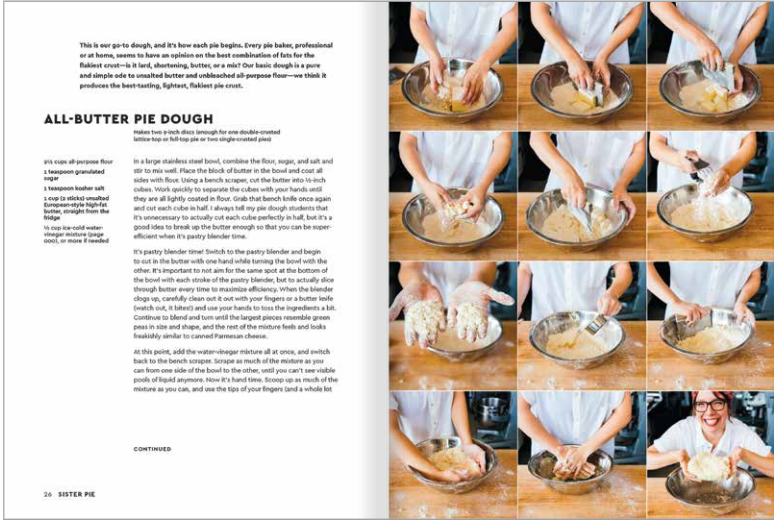 This is our go-to dough, and it's how each pie begins. Every pie baker, professional
or at home, seems to have an opinion on the best combination of fats for the
flakiest crust—is it lard, shortening, butter, or a mix? Our basic dough is a pure
and simple ode to unsalted butter and unbleached all-purpose flour—we think it
produces the best-tasting, lightest, flakiest pie crust.
ALL-BUTTER PIE DOUGH
Makes two 9-inch discs (enough for one double-crusted
lattice-top or full-top pie or two single-crusted pies)
2½ cups all-purpose flour
1 teaspoon granulated
sugar
1 teaspoon kosher salt
1 cup (2 sticks) unsalted
European-style high-fat
butter, straight from the
fridge
½ cup ice-cold water-
vinegar mixture (page
000), or more if needed
In a large stainless steel bowl, combine the flour, sugar, and salt and
stir to mix well. Place the block of butter in the bowl and coat all
sides with flour. Using a bench scraper, cut the butter into ½-inch
cubes. Work quickly to separate the cubes with your hands until
they are all lightly coated in flour. Grab that bench knife once again
and cut each cube in half. I always tell my pie dough students that
it's unnecessary to actually cut each cube perfectly in half, but it's a
good idea to break up the butter enough so that you can be super-
efficient when it's pastry blender time.
It's pastry blender time! Switch to the pastry blender and begin
to cut in the butter with one hand while turning the bowl with the
other. It's important to not aim for the same spot at the bottom of
the bowl with each stroke of the pastry blender, but to actually slice
through butter every time to maximize efficiency. When the blender
clogs up, carefully clean out it out with your fingers or a butter knife
(watch out, it bites!) and use your hands to toss the ingredients a bit.
Continue to blend and turn until the largest pieces resemble green
peas in size and shape, and the rest of the mixture feels and looks
freakishly similar to canned Parmesan cheese.
At this point, add the water-vinegar mixture all at once, and switch
back to the bench scraper. Scrape as much of the mixture as you
can from one side of the bowl to the other, until you can't see visible
pools of liquid anymore. Now it's hand time. Scoop up as much of the
mixture as you can, and use the tips of your fingers (and a whole lot
CONTINUED
26 SISTER PIE